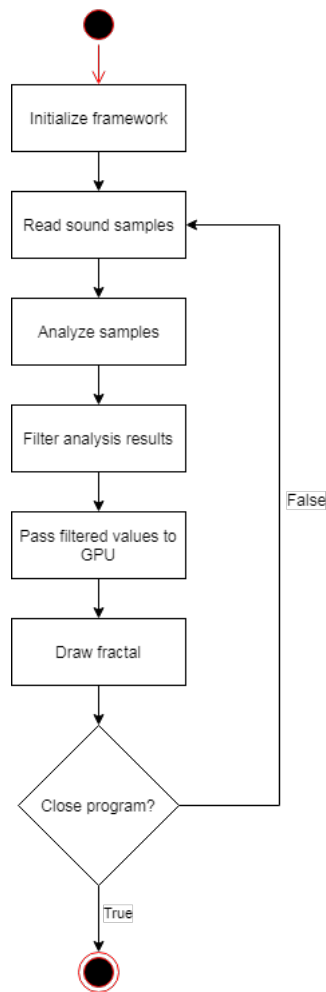 Initialize framework
Read sound samples
Analyze samples
Filter analysis results
Pass filtered values to
GPU
Draw fractal
False
Close program?
True